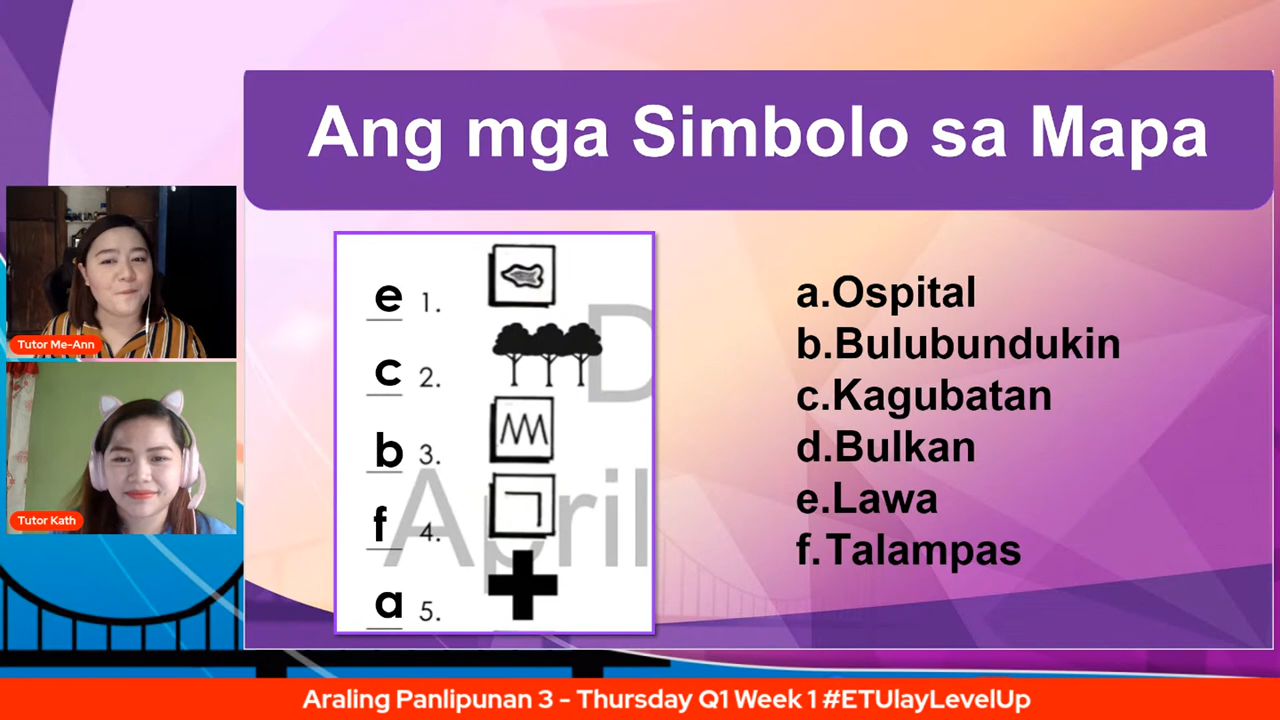 Ang mga Simbolo sa Mapa
Tutor Me-Ann
Tutor Kath
e 1.
c 2.
b 3.
f 4.
a 5.
D
April
a.Ospital
b.Bulubundukin
c.Kagubatan
d.Bulkan
e.Lawa
f.Talampas
Araling Panlipunan 3 - Thursday Q1 Week 1 #ETUlayLevelUp